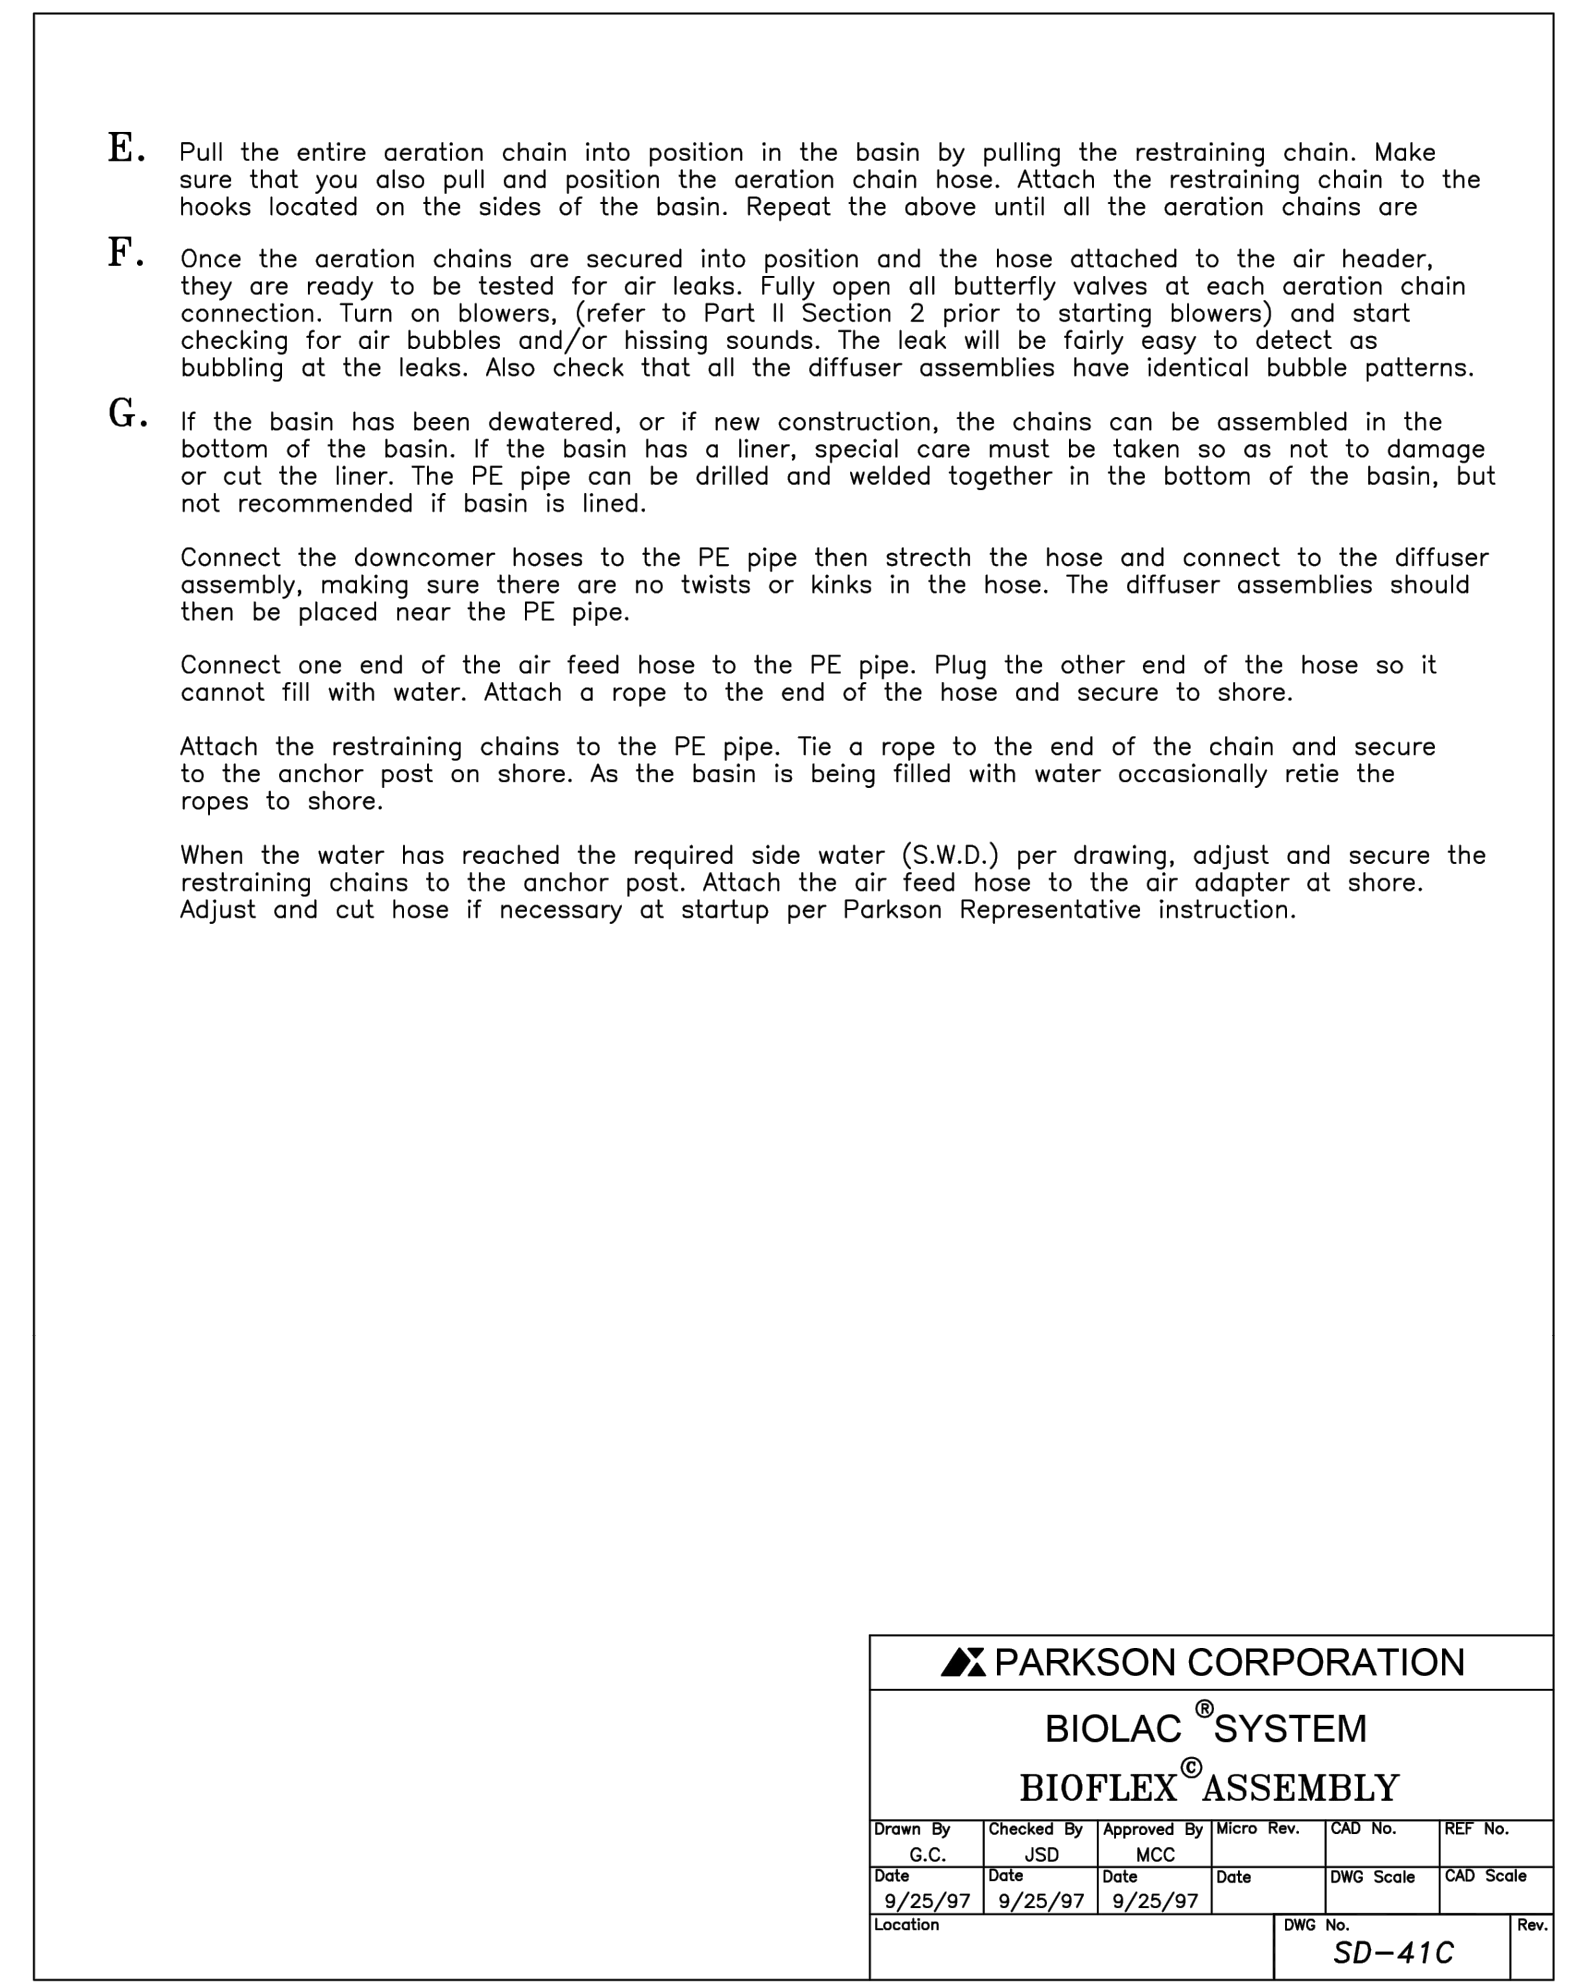 E. Pull the entire aeration chain into position in the basin by pulling the restraining chain. Make
sure that you also pull and position the aeration chain hose. Attach the restraining chain to the
hooks located on the sides of the basin. Repeat the above until all the aeration chains are
F. Once the aeration chains are secured into position and the hose attached to the air header,
they are ready to be tested for air leaks. Fully open all butterfly valves at each aeration chain
connection. Turn on blowers, (refer to Part II Section 2 prior to starting blowers) and start
checking for air bubbles and/or hissing sounds. The leak will be fairly easy to detect as
bubbling at the leaks. Also check that all the diffuser assemblies have identical bubble patterns.
G. If the basin has been dewatered, or if new construction, the chains can be assembled in the
bottom of the basin. If the basin has a liner, special care must be taken so as not to damage
or cut the liner. The PE pipe can be drilled and welded together in the bottom of the basin, but
not recommended if basin is lined.
Connect the downcomer hoses to the PE pipe then strecth the hose and connect to the diffuser
assembly, making sure there are no twists or kinks in the hose. The diffuser assemblies should
then be placed near the PE pipe.
Connect one end of the air feed hose to the PE pipe. Plug the other end of the hose so it
cannot fill with water. Attach a rope to the end of the hose and secure to shore.
Attach the restraining chains to the PE pipe. Tie a rope to the end of the chain and secure
to the anchor post on shore. As the basin is being filled with water occasionally retie the
ropes to shore.
When the water has reached the required side water (S.W.D.) per drawing, adjust and secure the
restraining chains to the anchor post. Attach the air feed hose to the air adapter at shore.
Adjust and cut hose if necessary at startup per Parkson Representative instruction.
PARKSON CORPORATION
BIOLAC ®SYSTEM
BIOFLEX©ASSEMBLY
Drawn By Checked By Approved By Micro Rev. CAD No. REF No.
G.C. JSD MCC
Date Date Date Date DWG Scale CAD Scale
9/25/97 9/25/97 9/25/97
Location DWG No. Rev.
SD-41C